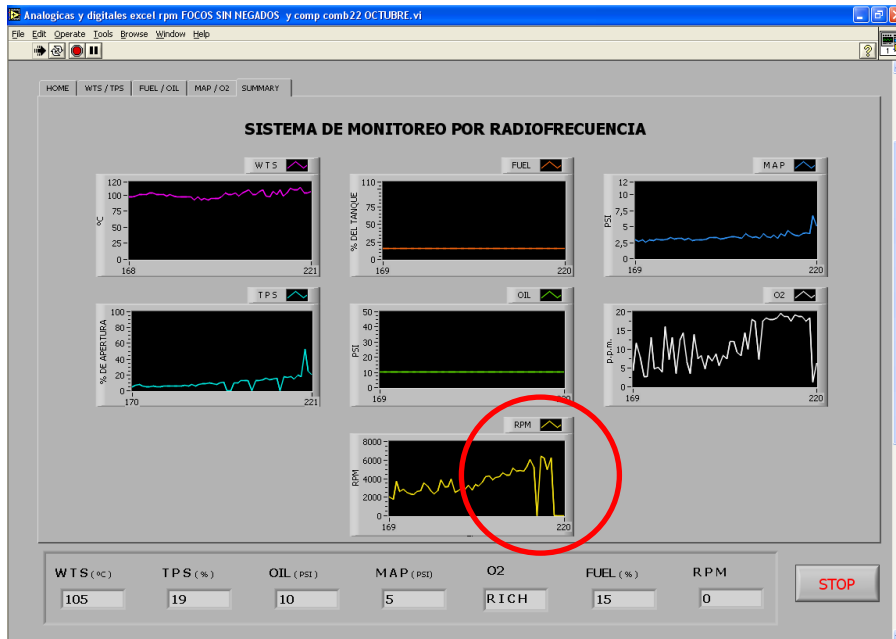 Analogicas y digitales excel rpm FOCOS SIN NEGADOS y comp comb22 OCTUBRE.vi
File Edit Operate Tools Browse Window Help
HOME WTS / TPS FUEL / OIL MAP / O2 SUMMARY
SISTEMA DE MONITOREO POR RADIOFRECUENCIA
WTS
120
100
75
50
25
0
ºC
168 221
FUEL
110
75
50
25
0
% DEL TANQUE
169 220
MAP
12
10
7,5
5
2,5
0
PSI
169 220
TPS
100
80
60
40
20
0
% DE APERTURA
170 221
OIL
50
40
30
20
10
0
PSI
169 220
O2
20
15
10
5
0
p.p.m.
169 220
RPM
8000
6000
4000
2000
0
RPM
169 220
WTS (ºC) TPS (%) OIL (PSI) MAP (PSI) O2 FUEL (%) RPM
105 19 10 5 RICH 15 0
STOP